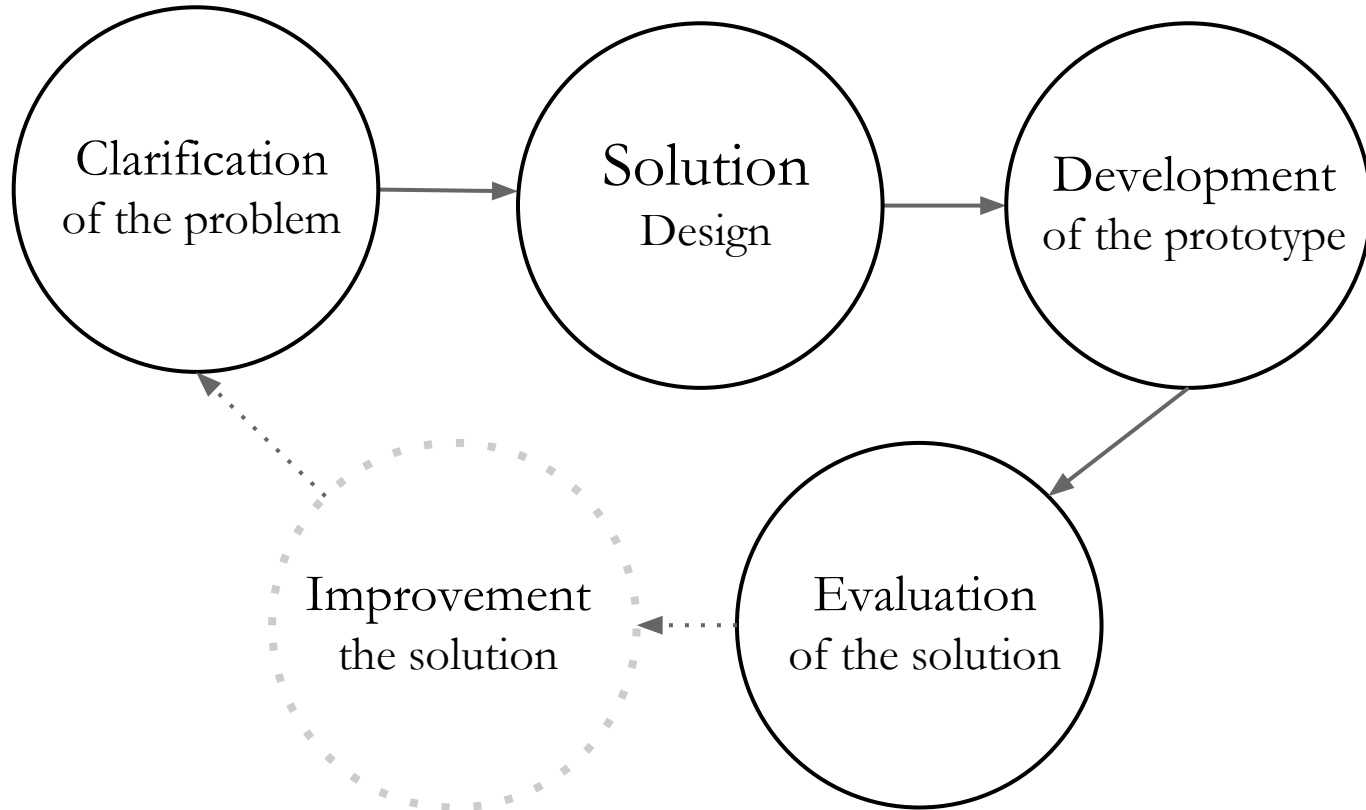 Clarification
of the problem
Solution
Design
Development
of the prototype
Evaluation
of the solution
Improvement
the solution